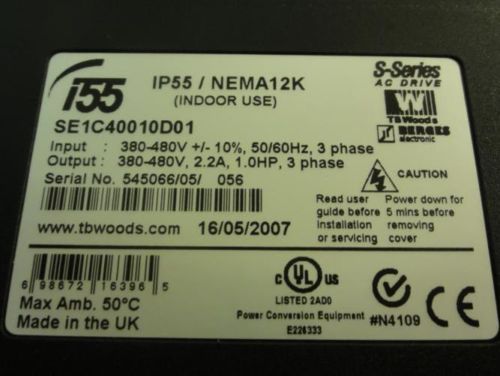 i55
IP55 / NEMA12K
(INDOOR USE)
S-Series
AC DRIVE
TB Woods
BERGES
electronic
SE1C40010D01
Input : 380-480V +/- 10%, 50/60Hz, 3 phase
Output : 380-480V, 2.2A, 1.0HP, 3 phase
Serial No. 545066/05/ 056
CAUTION
Read user guide before installation or servicing
Power down for 5 mins before removing cover
www.tbwoods.com 16/05/2007
6 98672 16396 5
Max Amb. 50°C
Made in the UK
C UL US
LISTED 2AD0
Power Conversion Equipment
E226333
CE
#N4109